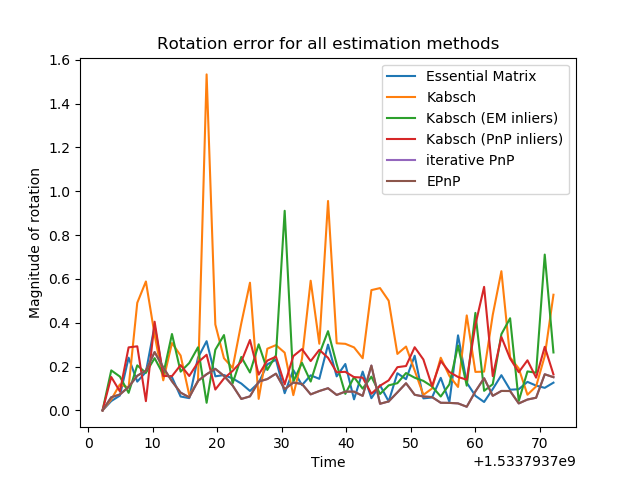 Rotation error for all estimation methods
Essential Matrix
Kabsch
Kabsch (EM inliers)
Kabsch (PnP inliers)
iterative PnP
EPnP
Magnitude of rotation
1.6
1.4
1.2
1.0
0.8
0.6
0.4
0.2
0.0
0 10 20 30 40 50 60 70
Time
+1.5337937e9